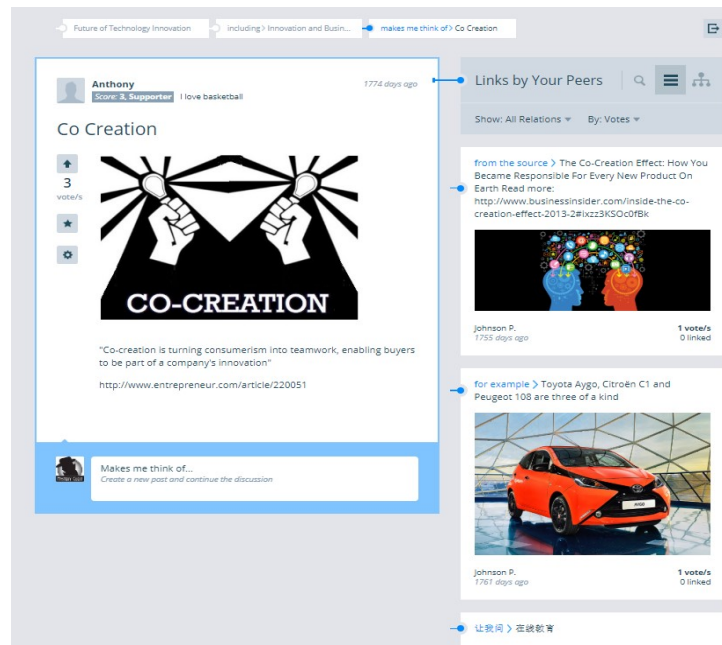 Future of Technology Innovation
including > Innovation and Busin...
makes me think of > Co Creation
Anthony
1774 days ago
Score: 3, Supporter I love basketball
Co Creation
3
vote/s
CO-CREATION
"Co-creation is turning consumerism into teamwork, enabling buyers
to be part of a company's innovation"
http://www.entrepreneur.com/article/220051
Makes me think of...
Create a new post and continue the discussion
Links by Your Peers
Show: All Relations By: Votes
from the source > The Co-Creation Effect: How You
Became Responsible For Every New Product On
Earth Read more:
http://www.businessinsider.com/inside-the-co-
creation-effect-2013-2#ixzz3KSOc0fBk
Johnson P. 1 vote/s
1755 days ago 0 linked
for example > Toyota Aygo, Citroën C1 and
Peugeot 108 are three of a kind
AYGO
Johnson P. 1 vote/s
1761 days ago 0 linked
让我问 > 在线教育